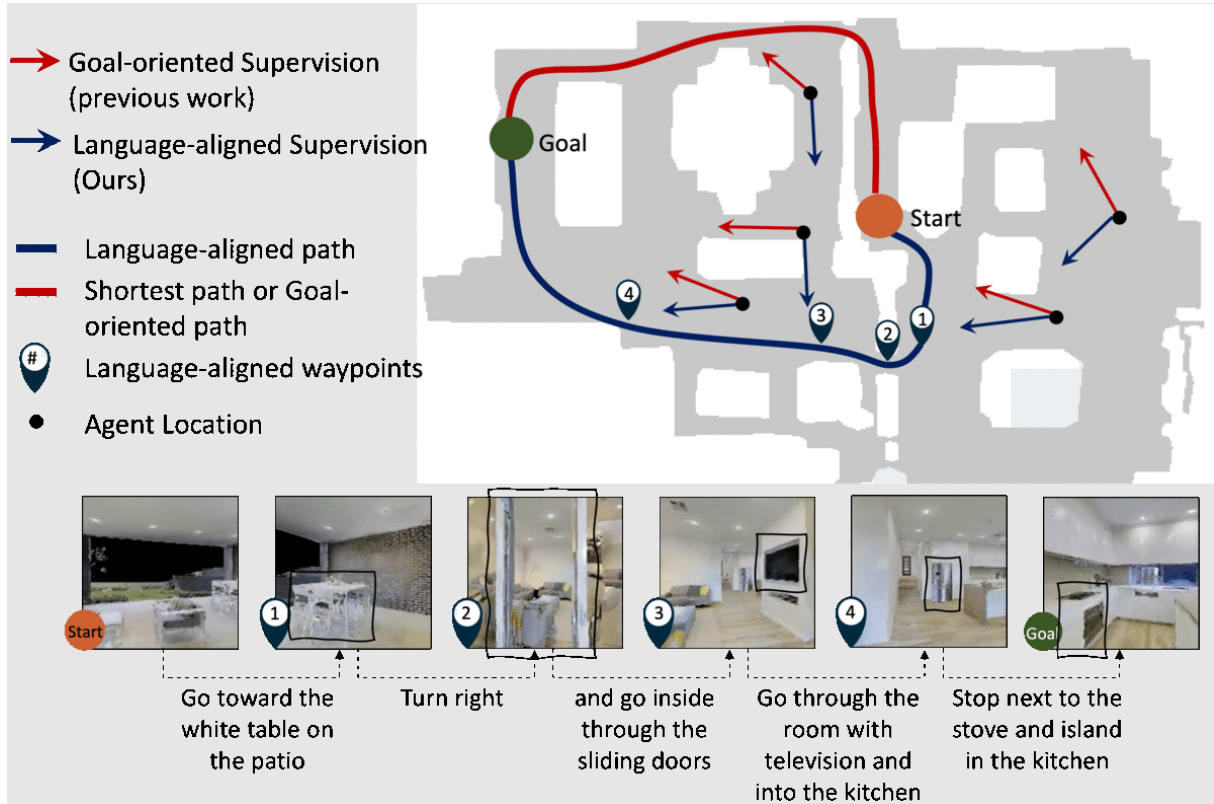 Goal-oriented Supervision
(previous work)
Language-aligned Supervision
(Ours)
Language-aligned path
Shortest path or Goal-
oriented path
#
Language-aligned waypoints
Agent Location
Goal
Start
4
3
2
1
Start
1
2
3
4
Goal
Go toward the
white table on
the patio
Turn right
and go inside
through the
sliding doors
Go through the
room with
television and
into the kitchen
Stop next to the
stove and island
in the kitchen